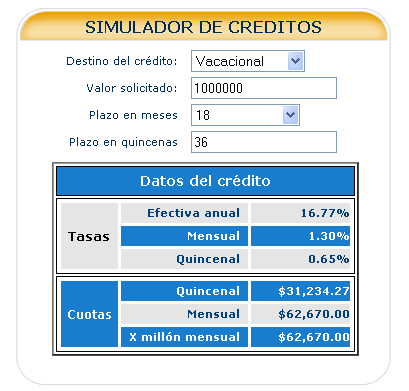 SIMULADOR DE CREDITOS
Destino del crédito: Vacacional
Valor solicitado: 1000000
Plazo en meses 18
Plazo en quincenas 36
Datos del crédito
Tasas
Efectiva anual 16.77%
Mensual 1.30%
Quincenal 0.65%
Cuotas
Quincenal $31,234.27
Mensual $62,670.00
X millón mensual $62,670.00